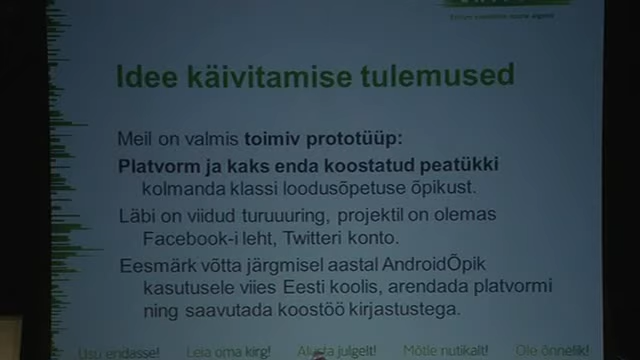 Idee käivitamise tulemused
Meil on valmis toimiv prototüüp:
Platvorm ja kaks enda koostatud peatükki
kolmanda klassi loodusõpetuse õpikust.
Läbi on viidud turuuuring, projektil on olemas
Facebook-i leht, Twitteri konto.
Eesmärk võtta järgmisel aastal AndroidÕpik
kasutusele viies Eesti koolis, arendada platvormi
ning saavutada koostöö kirjastustega.
Usu endasse! Leia oma kirg! Alusta julgelt! Mõtle nutikalt! Ole õnnelik!